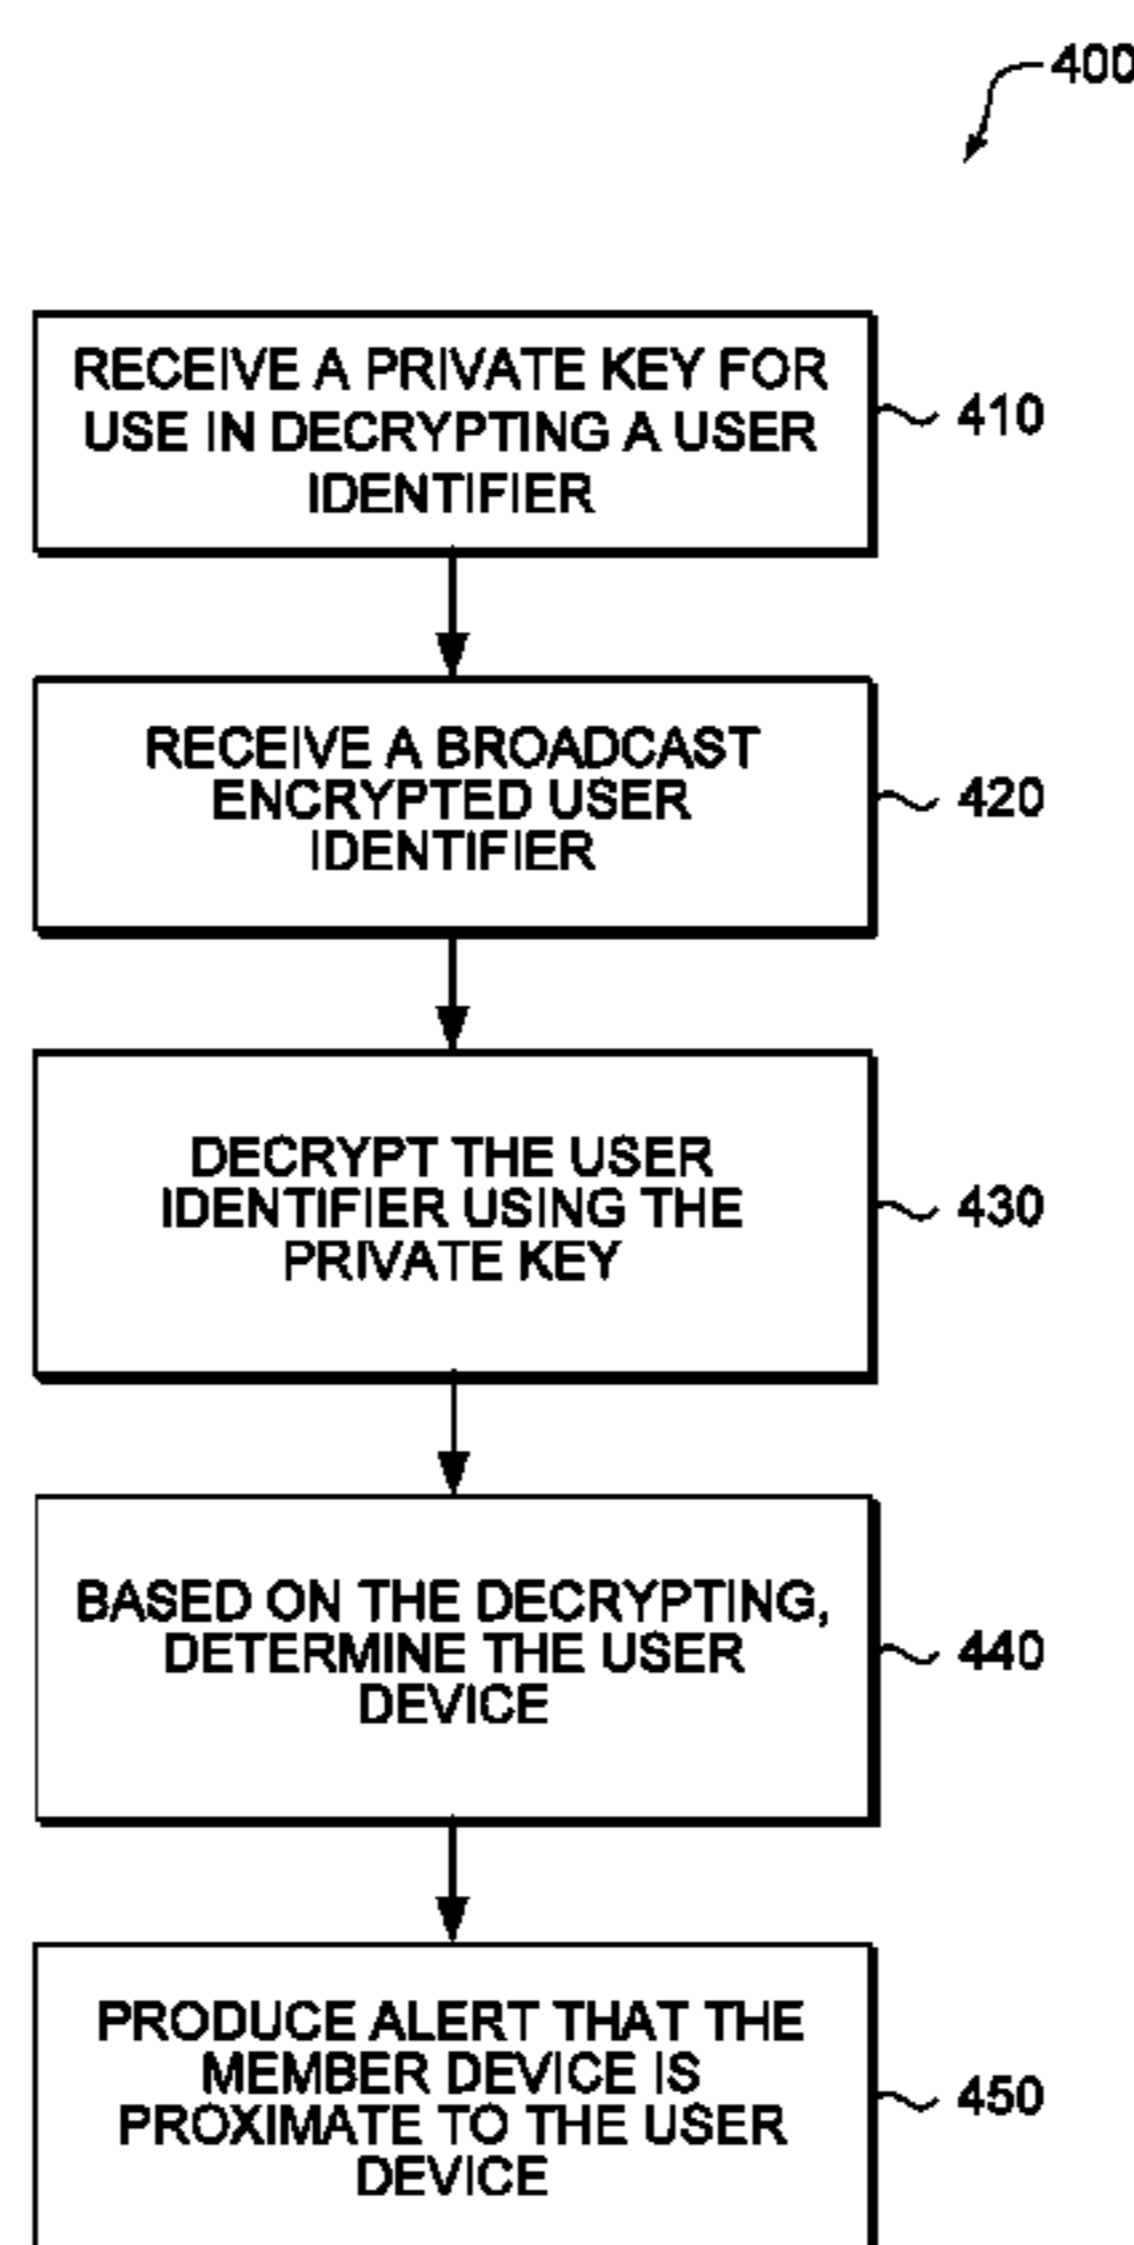 400
RECEIVE A PRIVATE KEY FOR
USE IN DECRYPTING A USER
IDENTIFIER
410
RECEIVE A BROADCAST
ENCRYPTED USER
IDENTIFIER
420
DECRYPT THE USER
IDENTIFIER USING THE
PRIVATE KEY
430
BASED ON THE DECRYPTING,
DETERMINE THE USER
DEVICE
440
PRODUCE ALERT THAT THE
MEMBER DEVICE IS
PROXIMATE TO THE USER
DEVICE
450